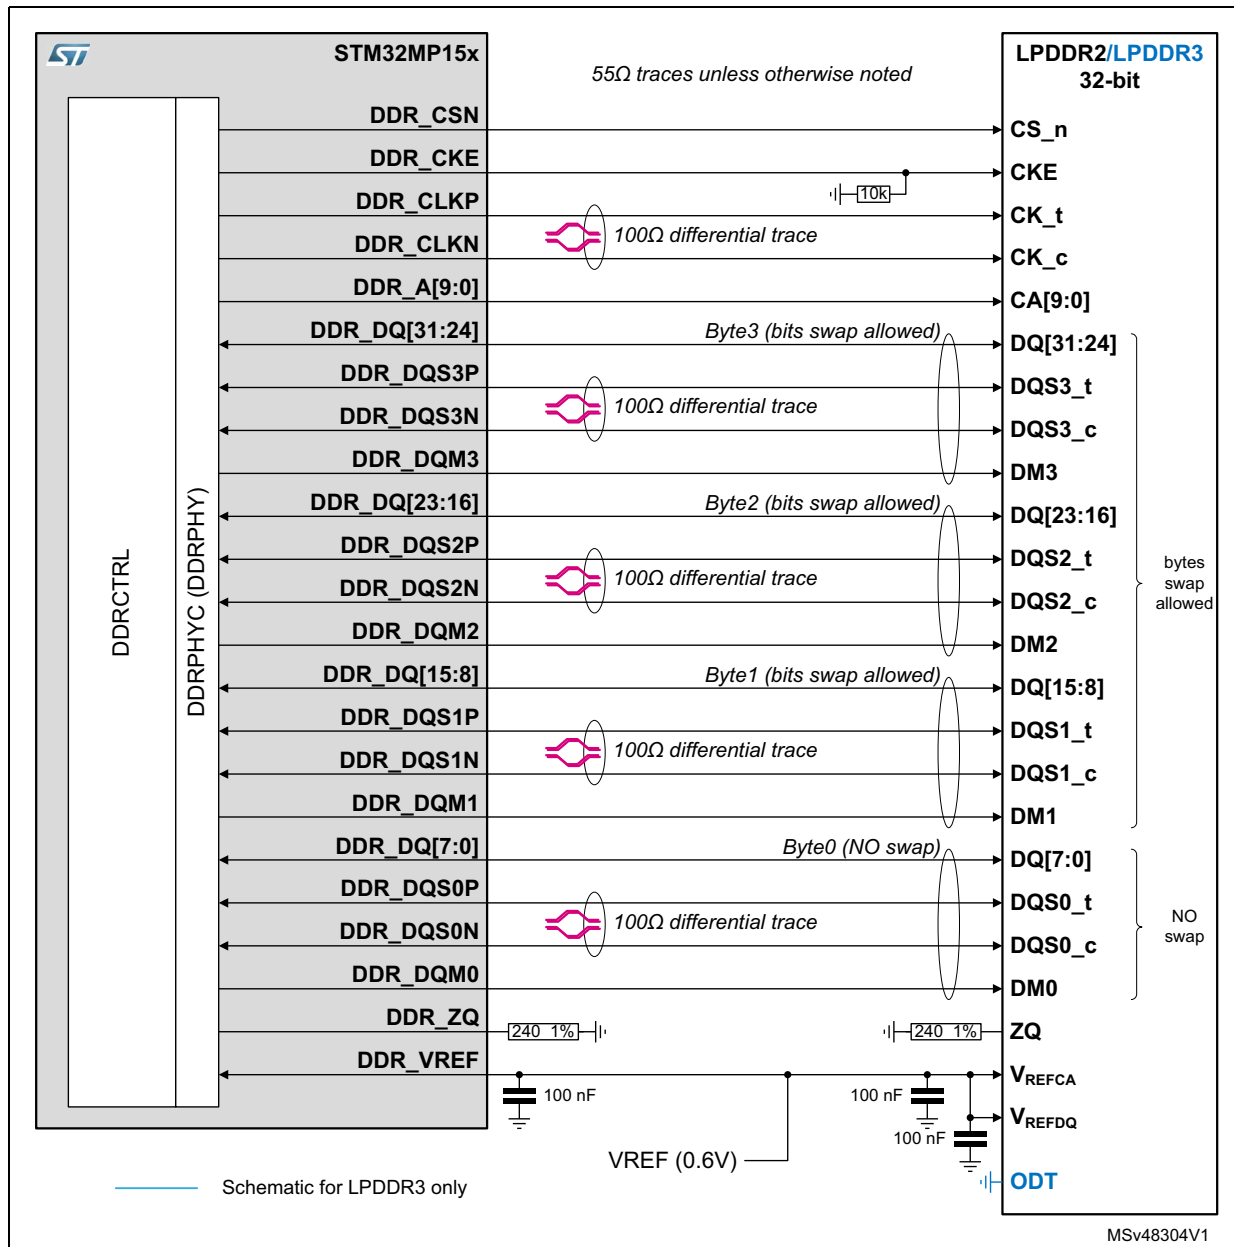 ST
STM32MP15x
55Ω traces unless otherwise noted
LPDDR2/LPDDR3
32-bit
DDR_CSN
CS_n
DDR_CKE
CKE
10k
DDR_CLKP
CK_t
100Ω differential trace
DDR_CLKN
CK_c
DDR_A[9:0]
CA[9:0]
DDR_DQ[31:24]
Byte3 (bits swap allowed)
DQ[31:24]
DDR_DQS3P
DQS3_t
100Ω differential trace
DDR_DQS3N
DQS3_c
DDR_DQM3
DM3
DDR_DQ[23:16]
Byte2 (bits swap allowed)
DQ[23:16]
DDR_DQS2P
DQS2_t
100Ω differential trace
DDR_DQS2N
DQS2_c
DDR_DQM2
DM2
DDR_DQ[15:8]
Byte1 (bits swap allowed)
DQ[15:8]
DDR_DQS1P
DQS1_t
100Ω differential trace
DDR_DQS1N
DQS1_c
DDR_DQM1
DM1
bytes
swap
allowed
DDR_DQ[7:0]
Byte0 (NO swap)
DQ[7:0]
DDR_DQS0P
DQS0_t
100Ω differential trace
DDR_DQS0N
DQS0_c
DDR_DQM0
DM0
NO
swap
DDRCTRL
DDRPHYC (DDRPHY)
DDR_ZQ
240 1%
240 1%
ZQ
DDR_VREF
VREFCA
100 nF
100 nF
VREFDQ
100 nF
VREF (0.6V)
ODT
Schematic for LPDDR3 only
MSv48304V1